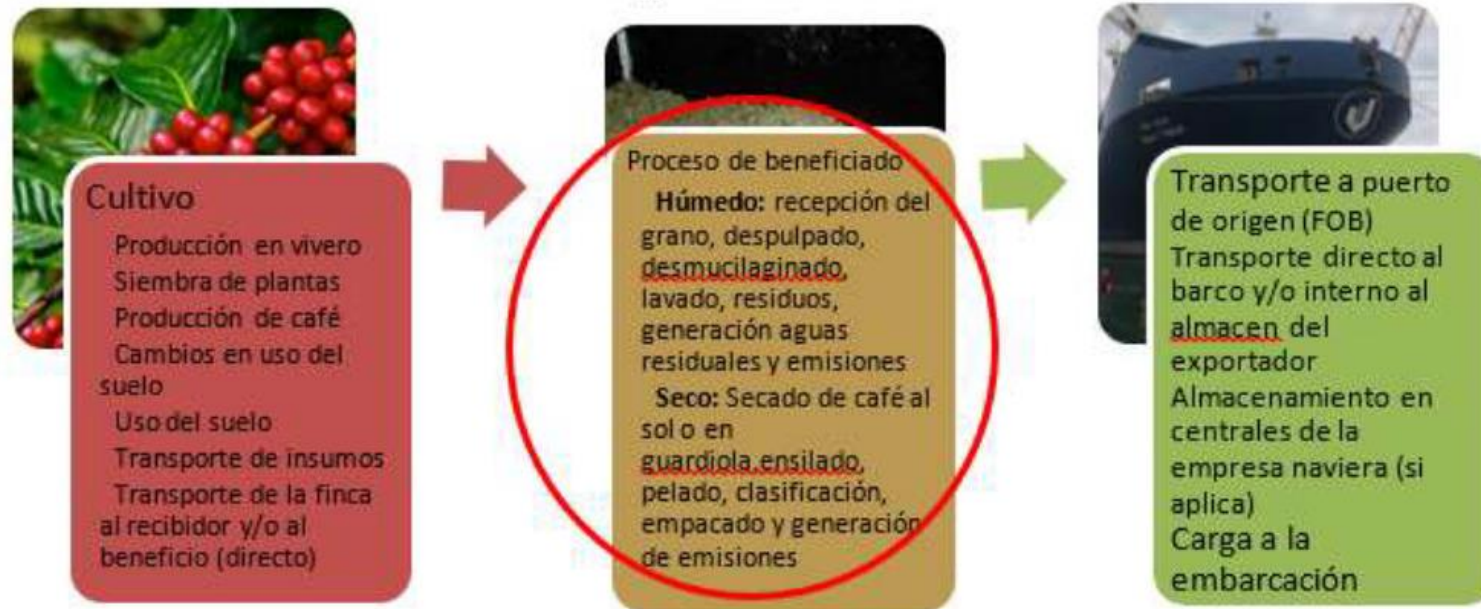 Cultivo
Producción en vivero
Siembra de plantas
Producción de café
Cambios en uso del
suelo
Uso del suelo
Transporte de insumos
Transporte de la finca
al recibidor y/o al
beneficio (directo)
Proceso de beneficiado
Húmedo: recepción del
grano, despulpado,
desmucilaginado,
lavado, residuos,
generación aguas
residuales y emisiones
Seco: Secado de café al
sol o en
guardiola,ensilado,
pelado, clasificación,
empacado y generación
de emisiones
Transporte a puerto
de origen (FOB)
Transporte directo al
barco y/o interno al
almacen del
exportador
Almacenamiento en
centrales de la
empresa naviera (si
aplica)
Carga a la
embarcación